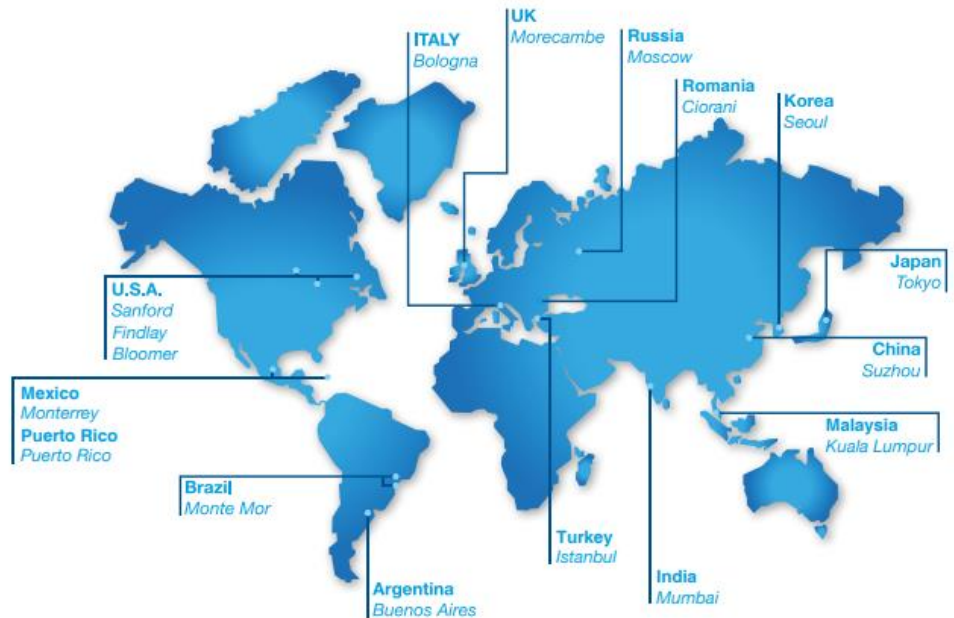 UK
Morecambe
ITALY
Bologna
Russia
Moscow
Romania
Ciorani
Korea
Seoul
Japan
Tokyo
U.S.A.
Sanford
Findlay
Bloomer
China
Suzhou
Mexico
Monterrey
Puerto Rico
Puerto Rico
Malaysia
Kuala Lumpur
Brazil
Monte Mor
Turkey
Istanbul
India
Mumbai
Argentina
Buenos Aires